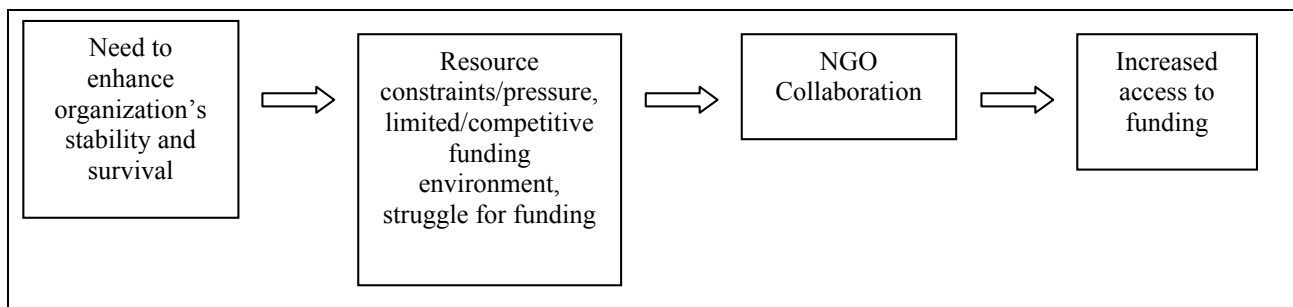 Need to
enhance
organization’s
stability and
survival
Resource
constraints/pressure,
limited/competitive
funding
environment,
struggle for funding
NGO
Collaboration
Increased
access to
funding